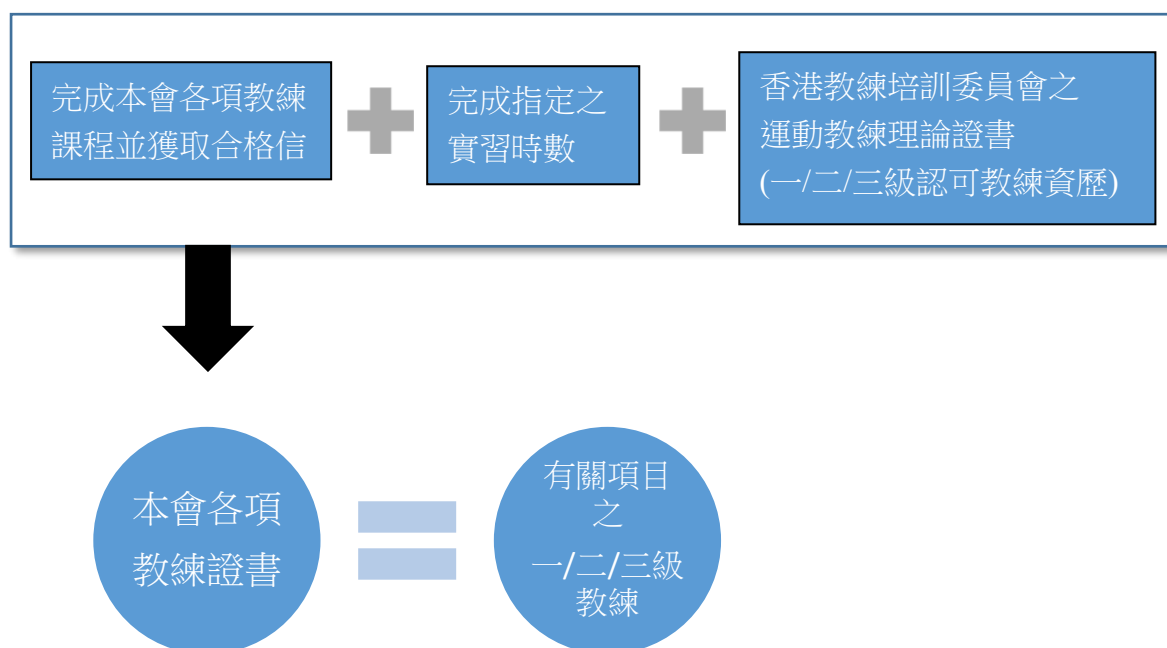 完成本會各項教練
課程並獲取合格信
完成指定之
實習時數
香港教練培訓委員會之
運動教練理論證書
(一/二/三級認可教練資歷)
本會各項
教練證書
有關項目
之
一/二/三級
教練